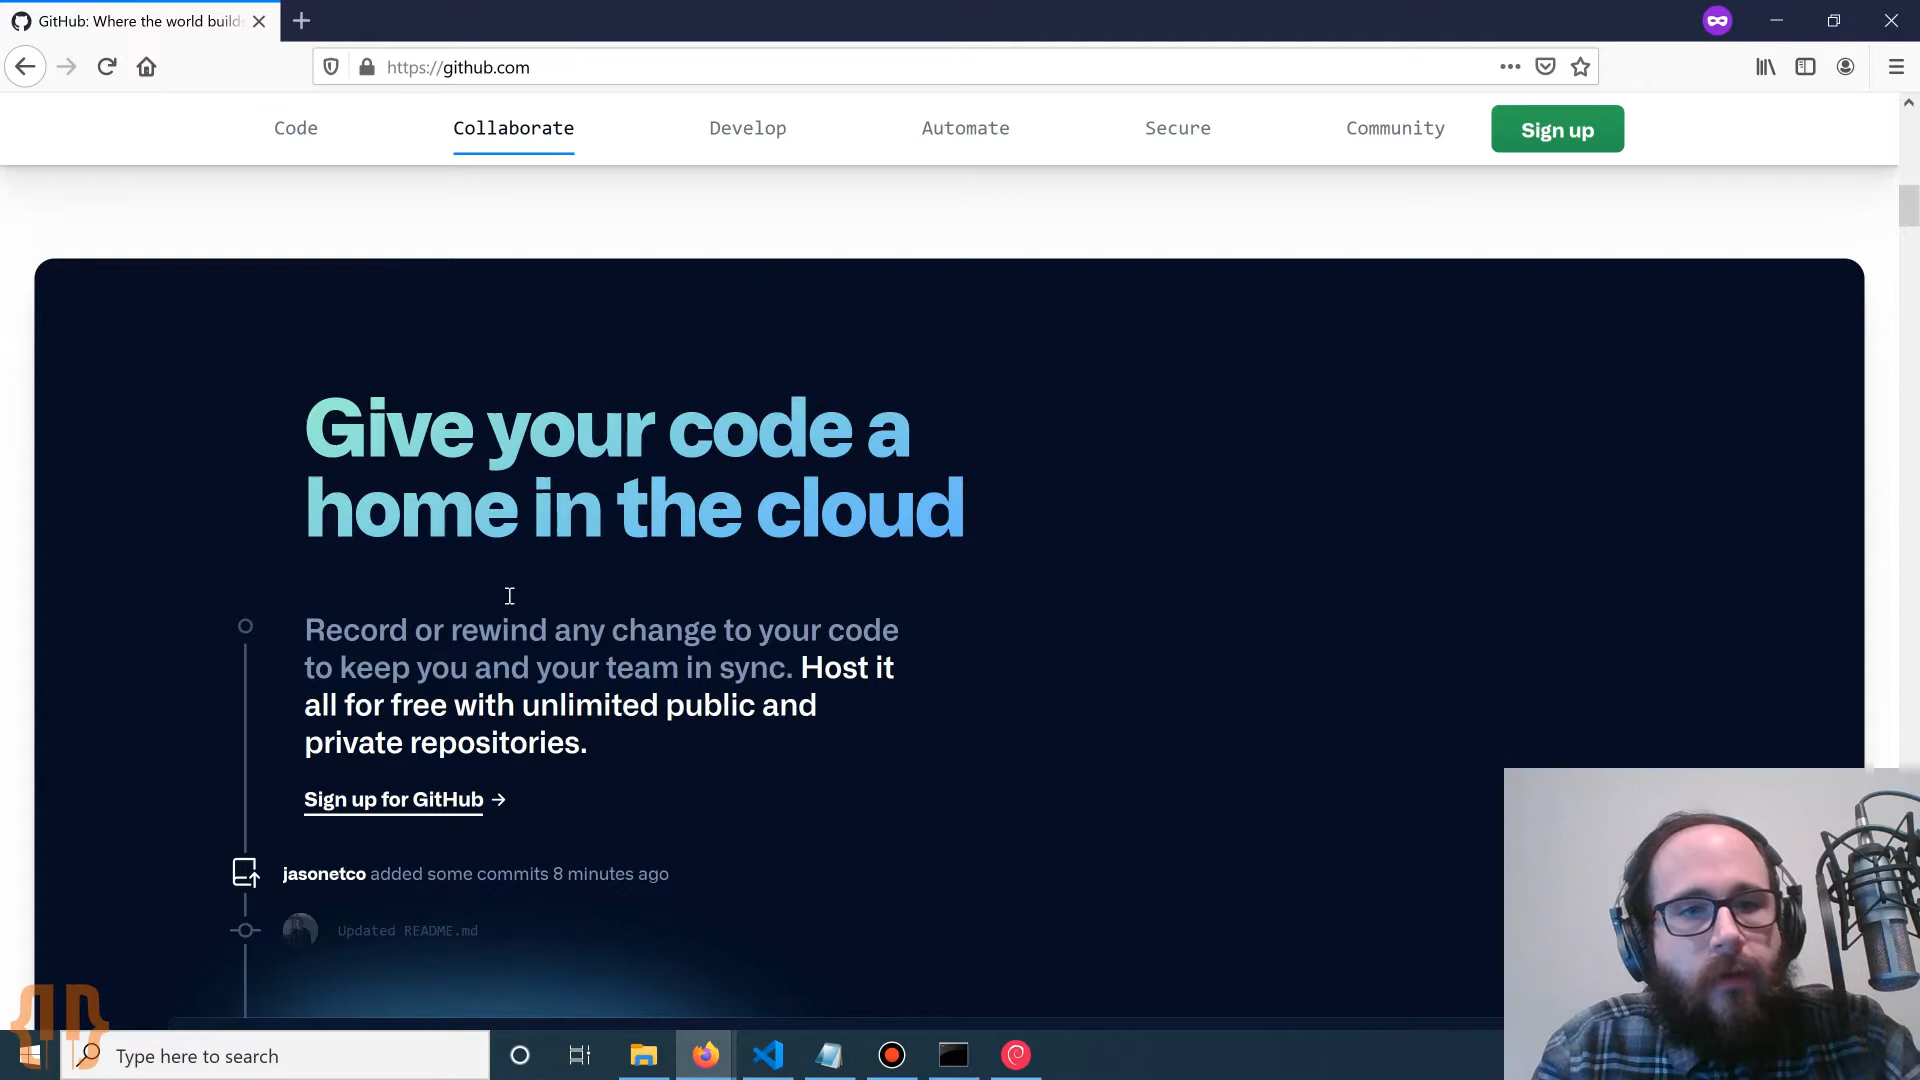 GitHub: Where the world builds
https://github.com
Code
Collaborate
Develop
Automate
Secure
Community
Sign up
Give your code a
home in the cloud
Record or rewind any change to your code
to keep you and your team in sync. Host it
all for free with unlimited public and
private repositories.
Sign up for GitHub →
jasonetco added some commits 8 minutes ago
Updated README.md
Type here to search